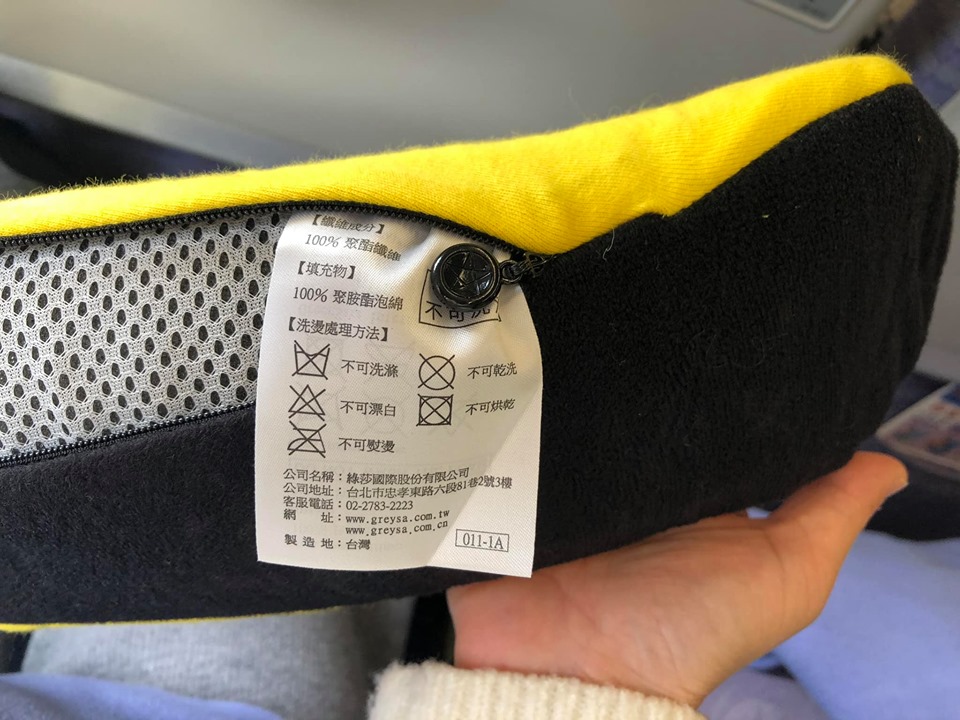 【纖維成分】
100% 聚酯纖維
【填充物】
100% 聚胺酯泡綿
不可洗
【洗燙處理方法】
不可洗滌 不可乾洗
不可漂白 不可烘乾
不可熨燙
公司名稱：綠莎國際股份有限公司
公司地址：台北市忠孝東路六段81巷2號3樓
客服電話：02-2783-2223
網 址：www.greysa.com.tw
www.greysa.com.cn
製 造 地：台灣
011-1A